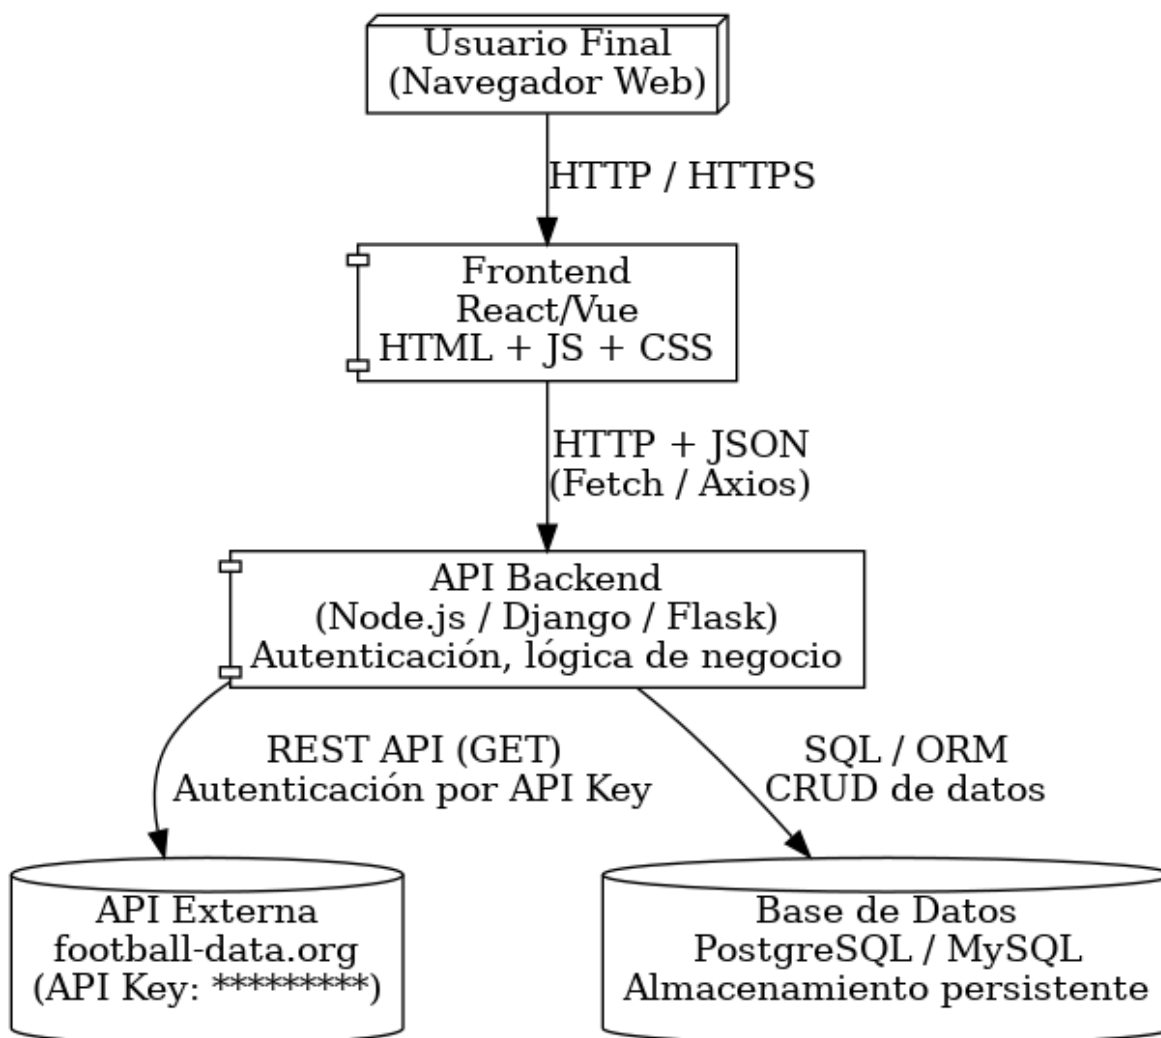 Usuario Final
(Navegador Web)
HTTP / HTTPS
Frontend
React/Vue
HTML + JS + CSS
HTTP + JSON
(Fetch / Axios)
API Backend
(Node.js / Django / Flask)
Autenticación, lógica de negocio
REST API (GET)
Autenticación por API Key
SQL / ORM
CRUD de datos
API Externa
football-data.org
(API Key: *********)
Base de Datos
PostgreSQL / MySQL
Almacenamiento persistente